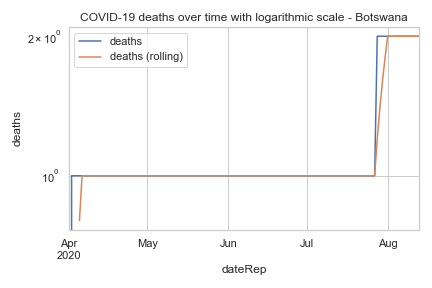 COVID-19 deaths over time with logarithmic scale - Botswana
deaths
deaths (rolling)
2 × 10⁰
10⁰
deaths
Apr
2020
May
Jun
Jul
Aug
dateRep